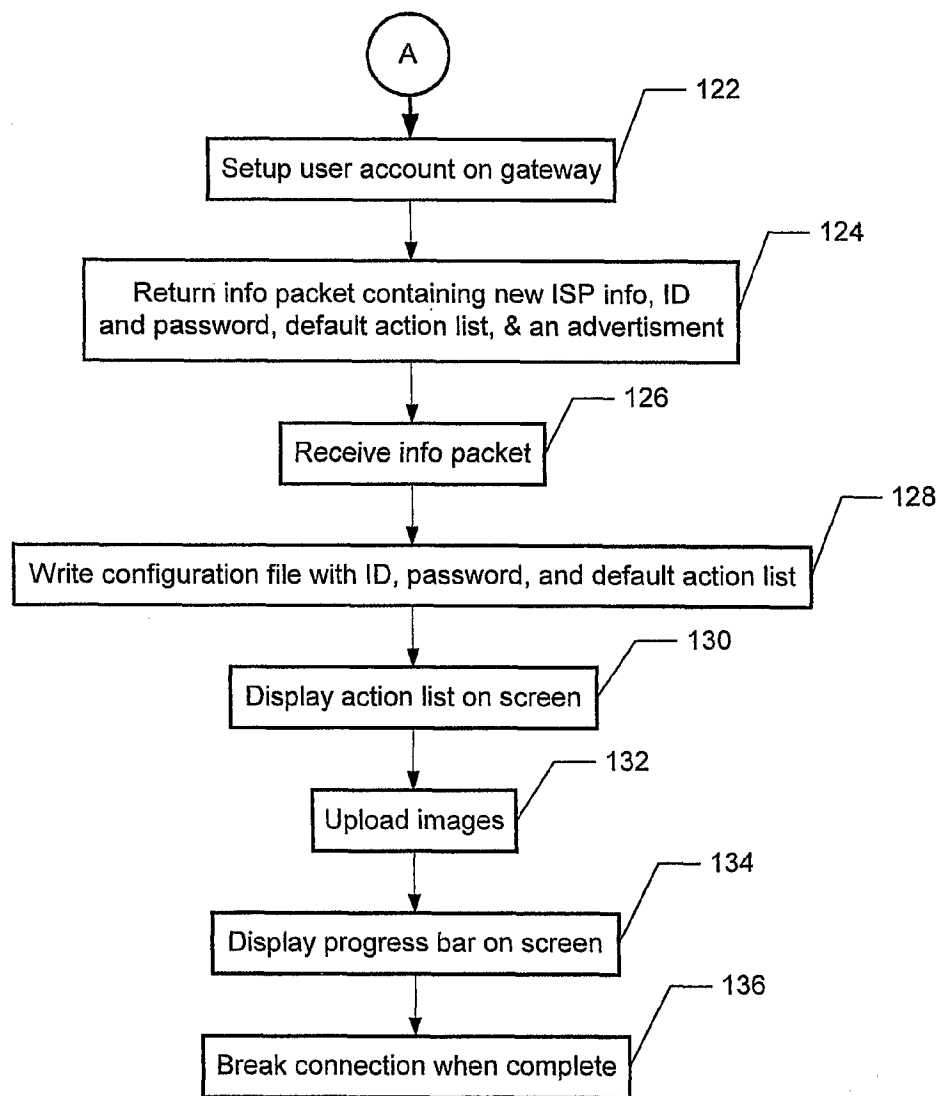 A
122
Setup user account on gateway
124
Return info packet containing new ISP info, ID
and password, default action list, & an advertisment
126
Receive info packet
128
Write configuration file with ID, password, and default action list
130
Display action list on screen
132
Upload images
134
Display progress bar on screen
136
Break connection when complete